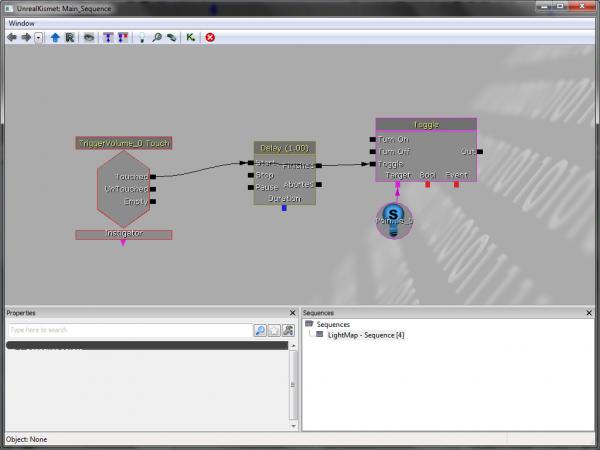 UnrealKismet: Main_Sequence
Window
TriggerVolume_0 Touch
Touched
UnTouched
Empty
Instigator
Delay (1.00)
Start
Finished
Stop
Pause
Aborted
Duration
Toggle
Turn On
Turn Off
Out
Toggle
Target
Bool
Event
Properties
Type here to search
Sequences
Sequences
LightMap - Sequence [4]
Object: None